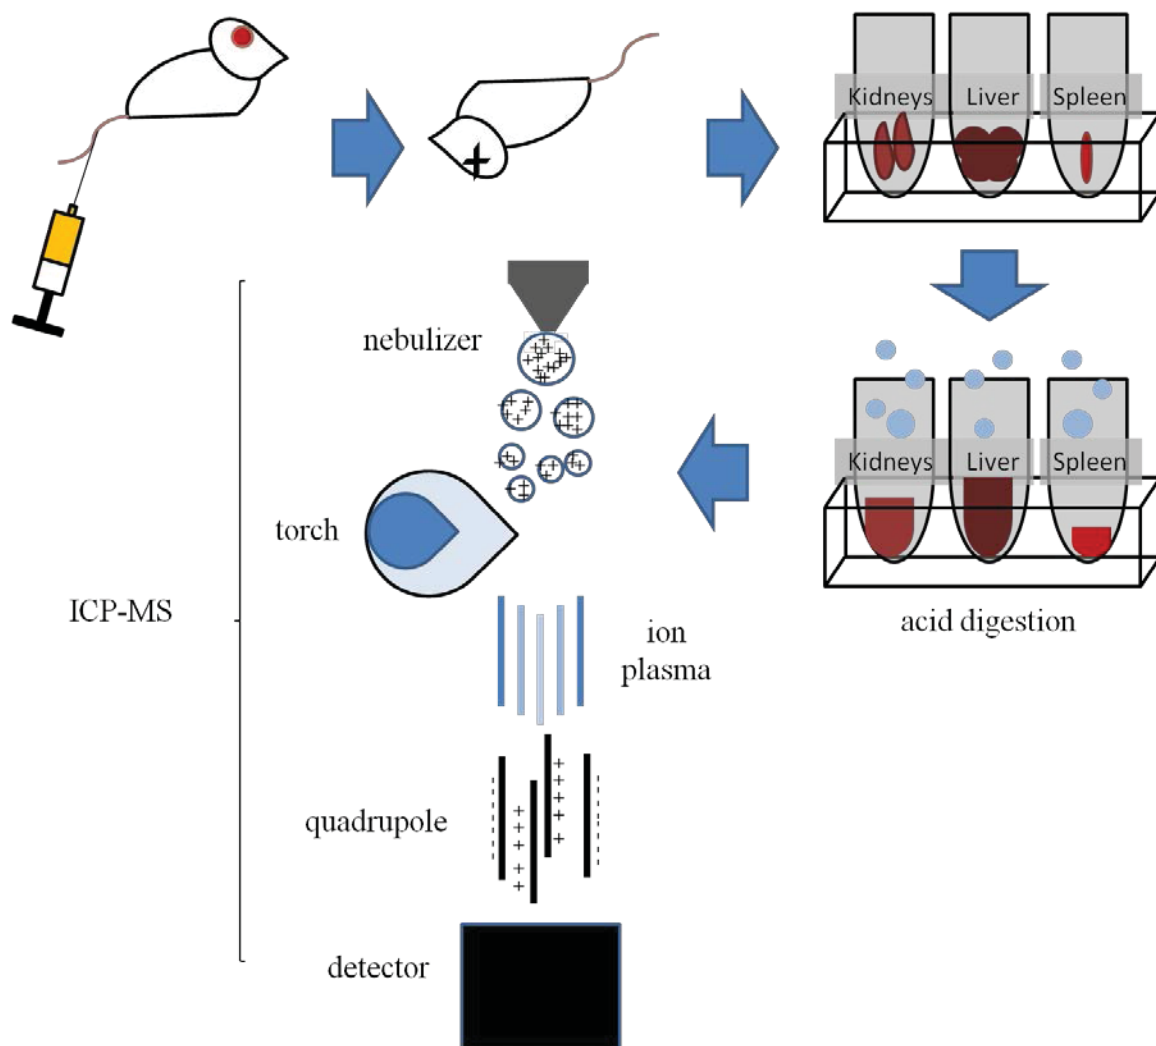 Kidneys Liver Spleen
nebulizer
Kidneys Liver Spleen
torch
ICP-MS
acid digestion
ion
plasma
quadrupole
detector